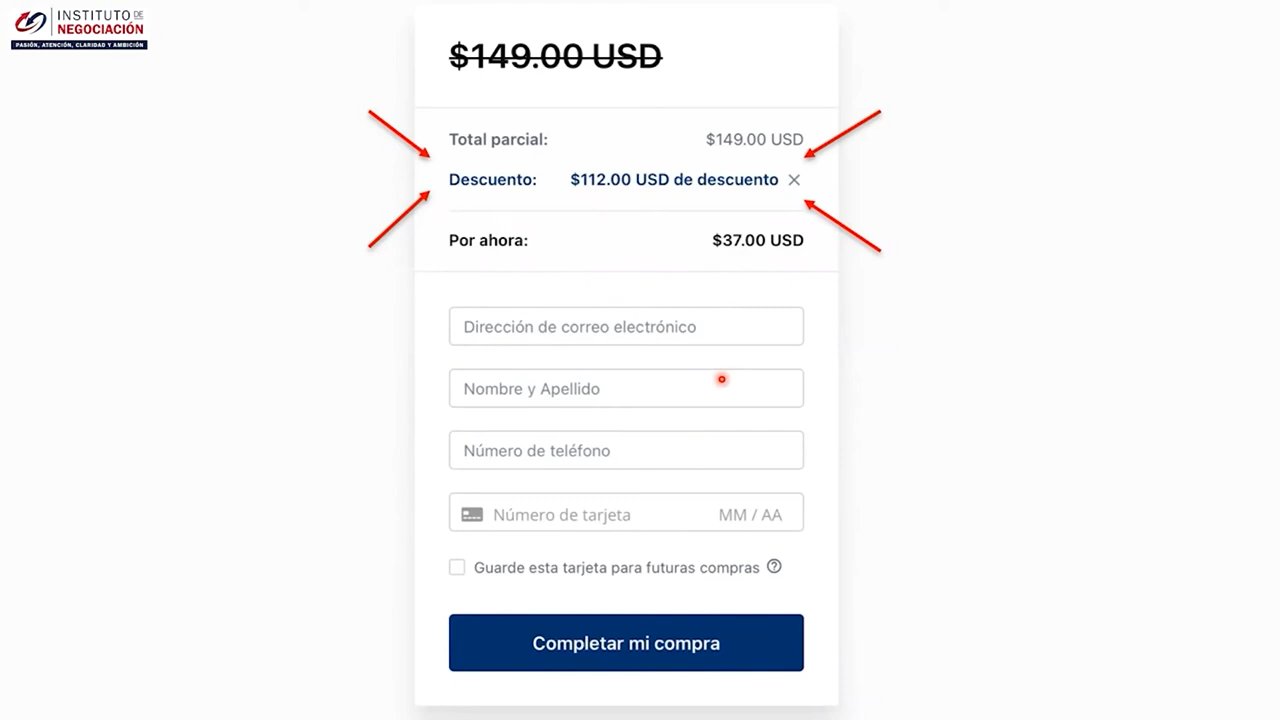 INSTITUTO DE
NEGOCIACIÓN
PASIÓN, ATENCIÓN, CLARIDAD Y AMBICIÓN
$149.00 USD
Total parcial: $149.00 USD
Descuento: $112.00 USD de descuento
Por ahora: $37.00 USD
Dirección de correo electrónico
Nombre y Apellido
Número de teléfono
Número de tarjeta MM / AA
Guarde esta tarjeta para futuras compras
Completar mi compra